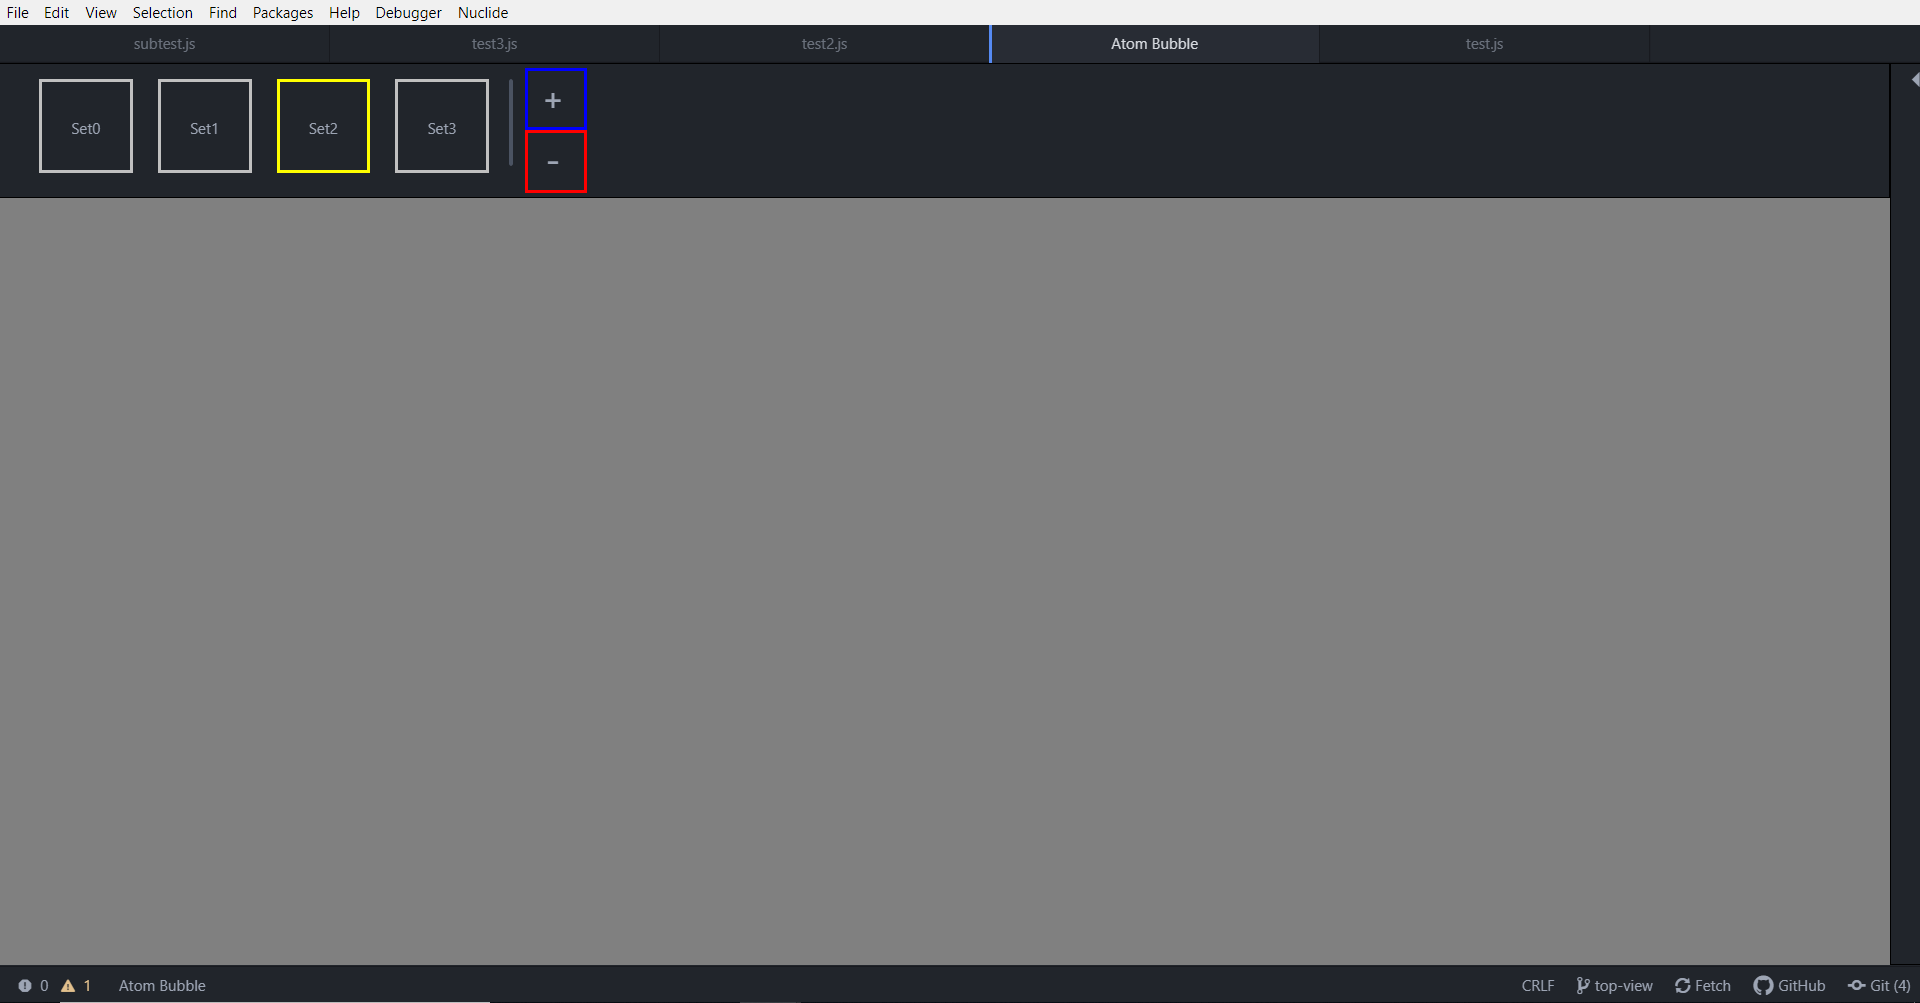 File Edit View Selection Find Packages Help Debugger Nuclide
subtest.js test3.js test2.js Atom Bubble test.js
Set0 Set1 Set2 Set3 +
-
0 1 Atom Bubble CRLF top-view Fetch GitHub Git (4)